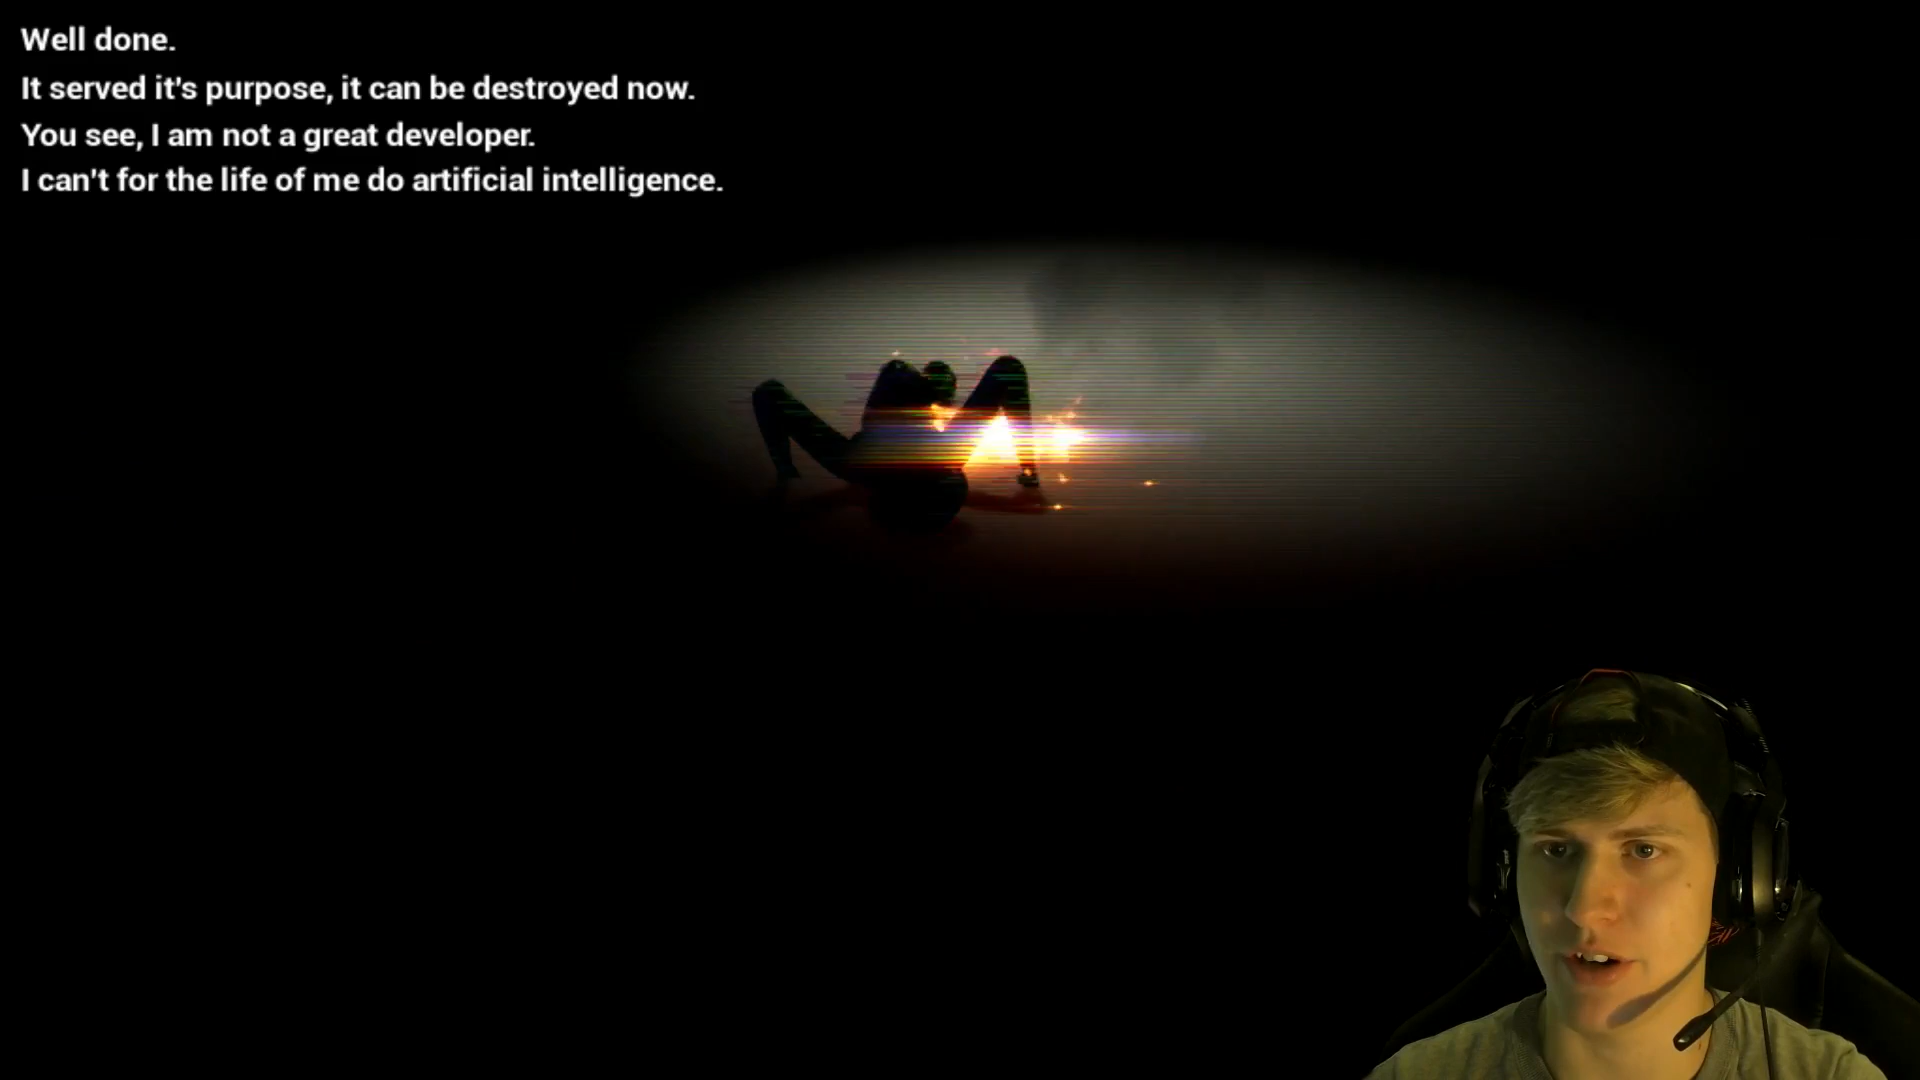 Well done.
It served it's purpose, it can be destroyed now.
You see, I am not a great developer.
I can't for the life of me do artificial intelligence.